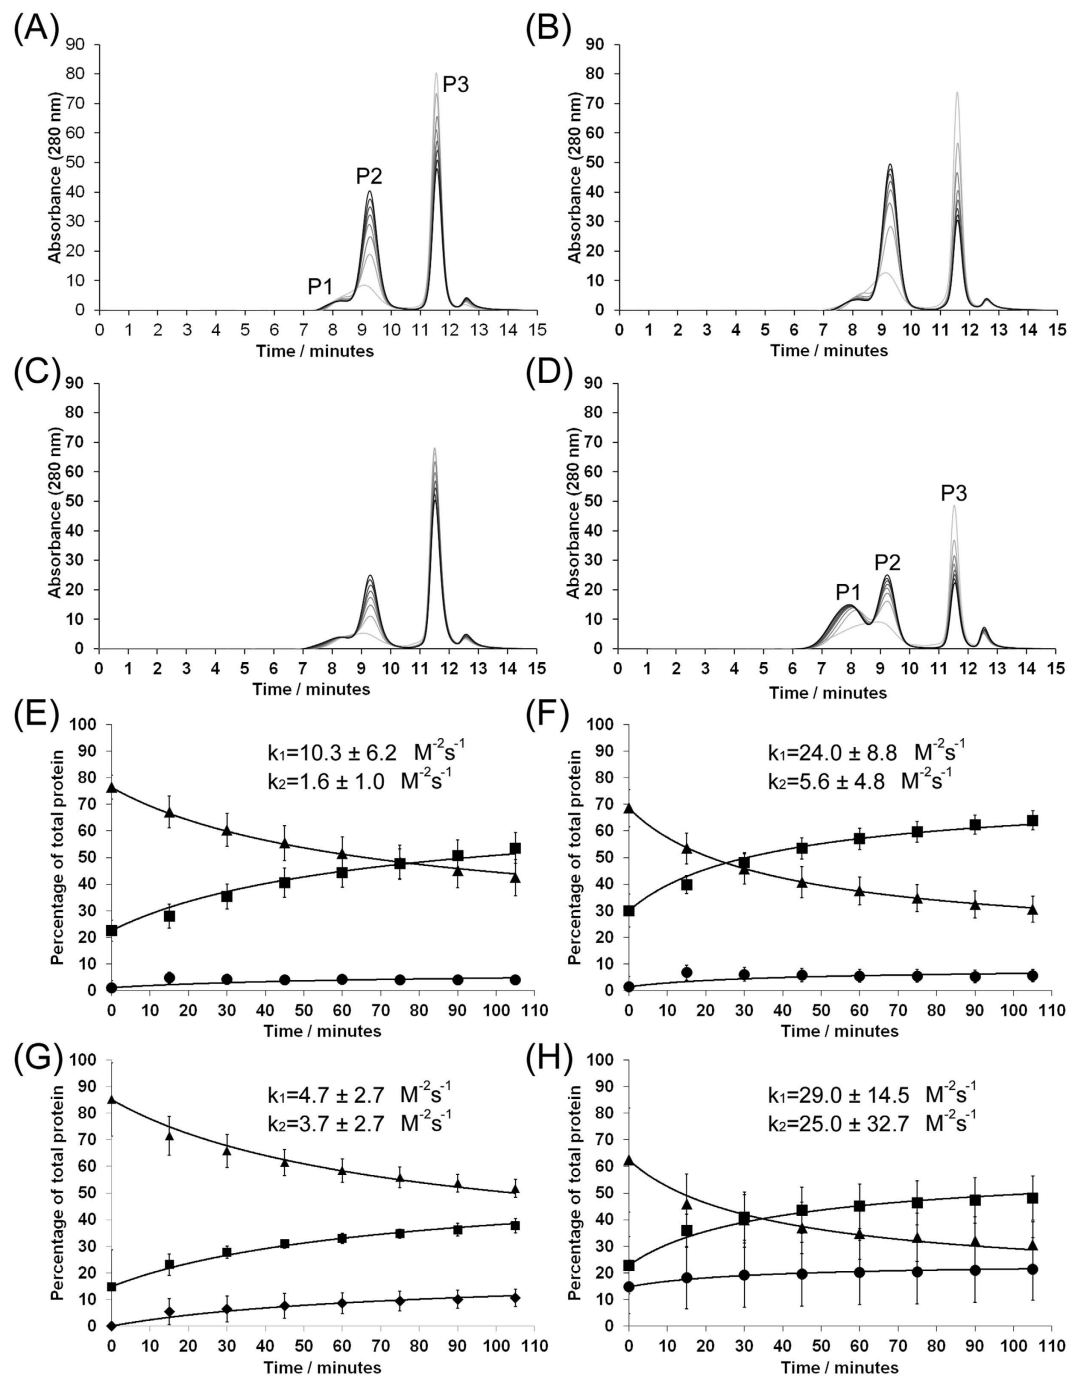 (A)
Absorbance (280 nm)
90
80
70
60
50
40
30
20
10
0
P1
P2
P3
0 1 2 3 4 5 6 7 8 9 10 11 12 13 14 15
Time / minutes
(B)
Absorbance (280 nm)
90
80
70
60
50
40
30
20
10
0
0 1 2 3 4 5 6 7 8 9 10 11 12 13 14 15
Time / minutes
(C)
Absorbance (280 nm)
90
80
70
60
50
40
30
20
10
0
0 1 2 3 4 5 6 7 8 9 10 11 12 13 14 15
Time / minutes
(D)
Absorbance (280 nm)
90
80
70
60
50
40
30
20
10
0
P1
P2
P3
0 1 2 3 4 5 6 7 8 9 10 11 12 13 14 15
Time / minutes
(E)
Percentage of total protein
100
90
80
70
60
50
40
30
20
10
0
k₁=10.3 ± 6.2 M⁻²s⁻¹
k₂=1.6 ± 1.0 M⁻²s⁻¹
0 10 20 30 40 50 60 70 80 90 100 110
Time / minutes
(F)
Percentage of total protein
100
90
80
70
60
50
40
30
20
10
0
k₁=24.0 ± 8.8 M⁻²s⁻¹
k₂=5.6 ± 4.8 M⁻²s⁻¹
0 10 20 30 40 50 60 70 80 90 100 110
Time / minutes
(G)
Percentage of total protein
100
90
80
70
60
50
40
30
20
10
0
k₁=4.7 ± 2.7 M⁻²s⁻¹
k₂=3.7 ± 2.7 M⁻²s⁻¹
0 10 20 30 40 50 60 70 80 90 100 110
Time / minutes
(H)
Percentage of total protein
100
90
80
70
60
50
40
30
20
10
0
k₁=29.0 ± 14.5 M⁻²s⁻¹
k₂=25.0 ± 32.7 M⁻²s⁻¹
0 10 20 30 40 50 60 70 80 90 100 110
Time / minutes